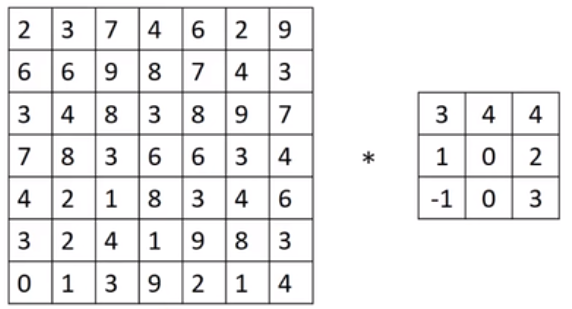 2 3 7 4 6 2 9
6 6 9 8 7 4 3
3 4 8 3 8 9 7
7 8 3 6 6 3 4
4 2 1 8 3 4 6
3 2 4 1 9 8 3
0 1 3 9 2 1 4
*
3 4 4
1 0 2
-1 0 3